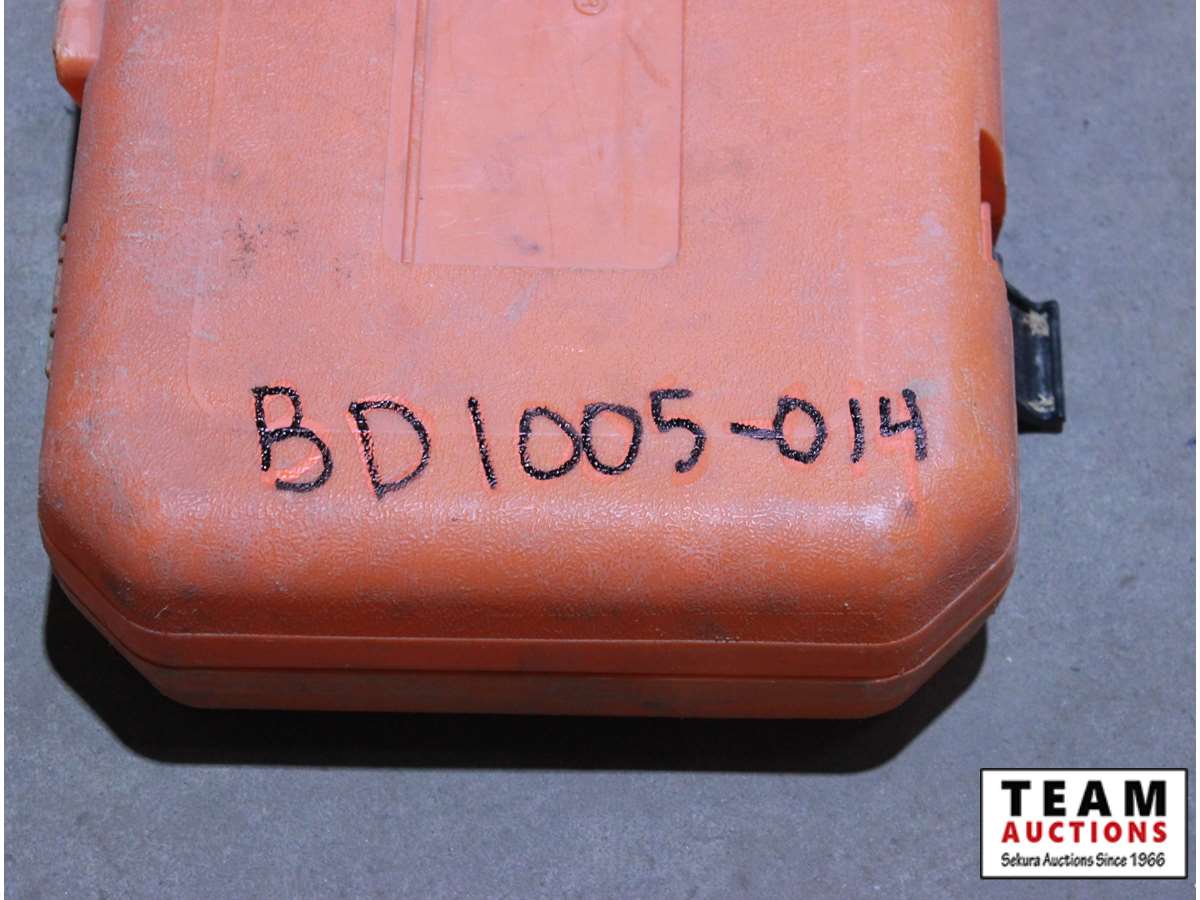 BD1005-014
TEAM
AUCTIONS
Sekura Auctions Since 1966